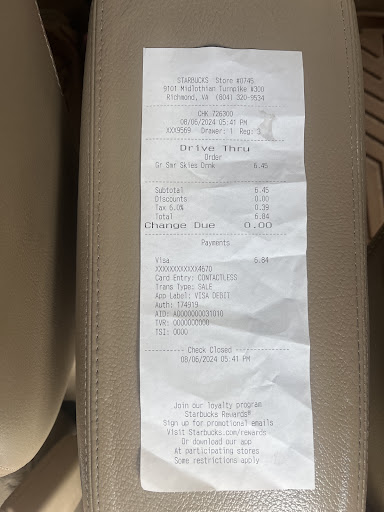 STARBUCKS Store #8745
9101 Midlothian Turnpike #300
Richmond, VA (804) 320-9534
CHK 726300
08/06/2024 05:41 PM
XXX9569 Drawer: 1 Reg: 3
Drive Thru
Order
Gr Smr Skies Drnk 6.45
Subtotal 6.45
Discounts 0.00
Tax 6.0% 0.39
Total 6.84
Change Due 0.00
Payments
Visa 6.84
XXXXXXXXXXXX4570
Card Entry: CONTACTLESS
Trans Type: SALE
App Label: VISA DEBIT
Auth: 174919
AID: A0000000031010
TVR: 0000000000
TSI: 0000
Check Closed
08/06/2024 05:41 PM
Join our loyalty program
Starbucks Rewards®
Sign up for promotional emails
Visit Starbucks.com/rewards
Or download our app
At participating stores
Some restrictions apply